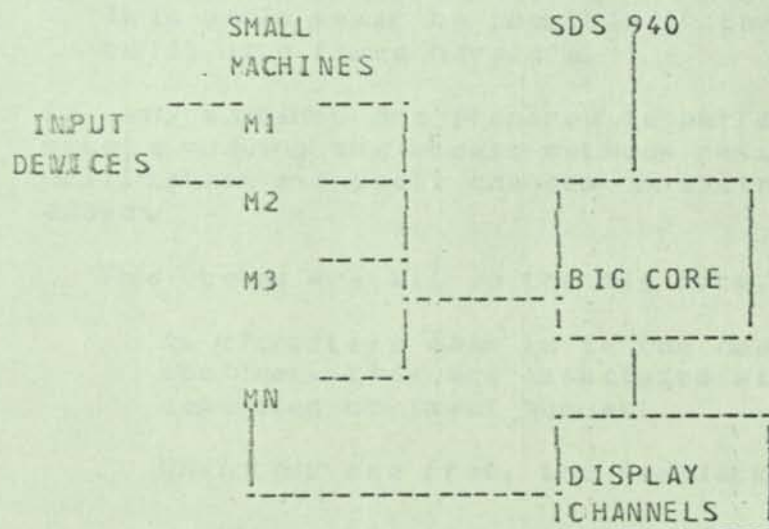 SMALL SDS 940
MACHINES
INPUT M1
DEVICES
M2
M3 BIG CORE
MN
DISPLAY
CHANNELS